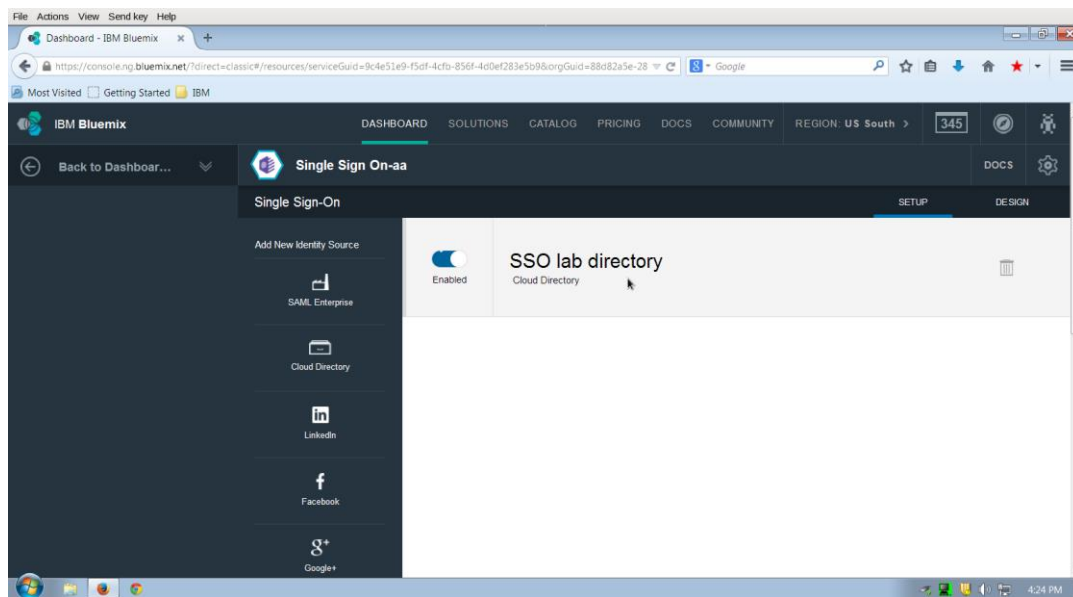 File Actions View Send key Help
Dashboard - IBM Bluemix × +
https://console.ng.bluemix.net/?direct=classic#/resources/serviceGuid=9c4e51e9-f5df-4cfb-856f-4d0ef283e5b9&orgGuid=88d82a5e-28 Google
Most Visited Getting Started IBM
IBM Bluemix DASHBOARD SOLUTIONS CATALOG PRICING DOCS COMMUNITY REGION: US South > 345
Back to Dashboar... Single Sign On-aa DOCS
Single Sign-On SETUP DESIGN
Add New Identity Source
SAML Enterprise
Cloud Directory
in
LinkedIn
f
Facebook
g+
Google+
Enabled
SSO lab directory
Cloud Directory
4:24 PM